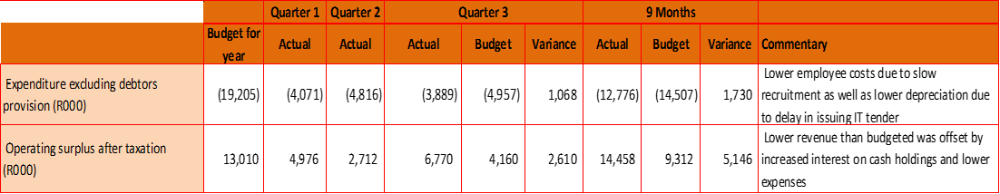 Quarter 1 Quarter 2 Quarter 3 9 Months
Budget for year Actual Actual Actual Budget Variance Actual Budget Variance Commentary
Expenditure excluding debtors provision (R000) (19,205) (4,071) (4,816) (3,889) (4,957) 1,068 (12,776) (14,507) 1,730 Lower employee costs due to slow recruitment as well as lower depreciation due to delay in issuing IT tender
Operating surplus after taxation (R000) 13,010 4,976 2,712 6,770 4,160 2,610 14,458 9,312 5,146 Lower revenue than budgeted was offset by increased interest on cash holdings and lower expenses